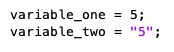 variable_one = 5;
variable_two = "5";